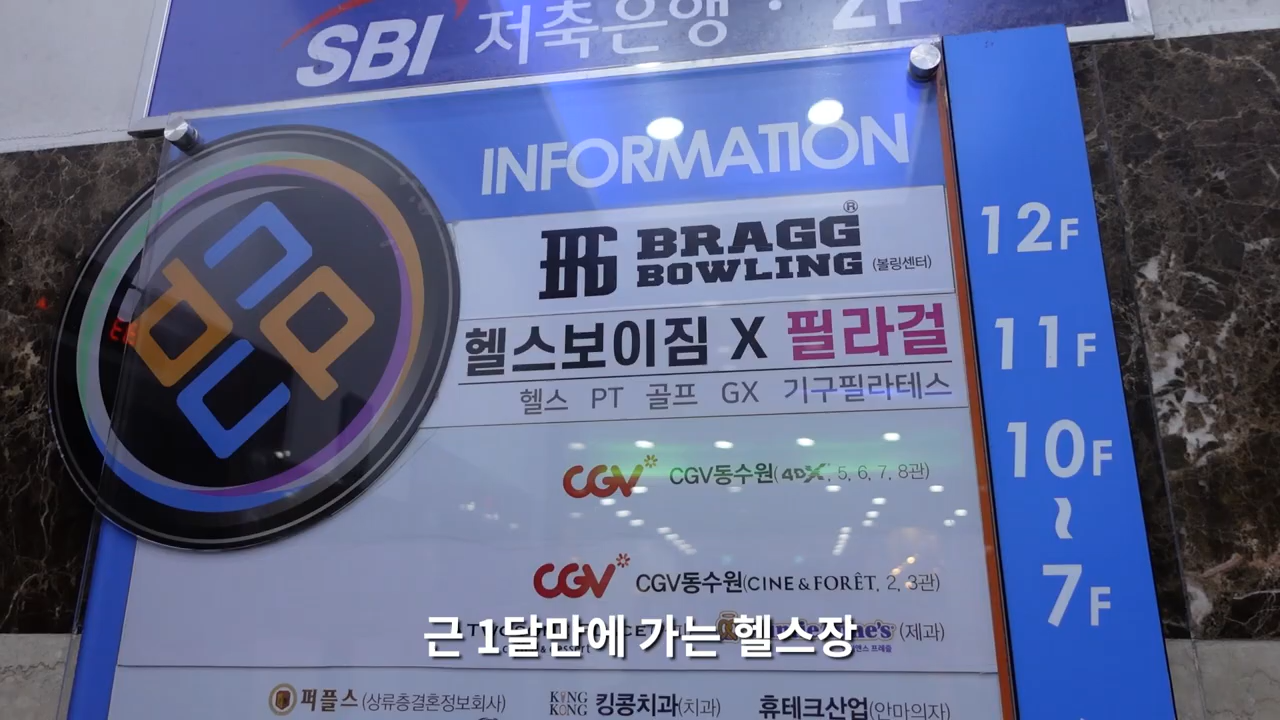 SBI 저축은행 · 2F
INFORMATION
BRAGG® BOWLING (볼링센터) 12F
헬스보이짐 X 필라걸 11F
헬스 PT 골프 GX 기구필라테스
CGV CGV동수원(4DX, 5, 6, 7, 8관) 10F
~
CGV CGV동수원(CINE & FORÊT, 2, 3관) 7F
(제과)
근 1달만에 가는 헬스장
퍼플스(상류층결혼정보회사) KING KONG 킹콩치과(치과) 휴테크산업(안마의자)